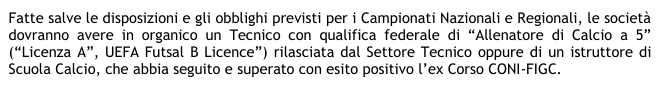 Fatte salve le disposizioni e gli obblighi previsti per i Campionati Nazionali e Regionali, le società
dovranno avere in organico un Tecnico con qualifica federale di “Allenatore di Calcio a 5”
(“Licenza A”, UEFA Futsal B Licence”) rilasciata dal Settore Tecnico oppure di un istruttore di
Scuola Calcio, che abbia seguito e superato con esito positivo l’ex Corso CONI-FIGC.